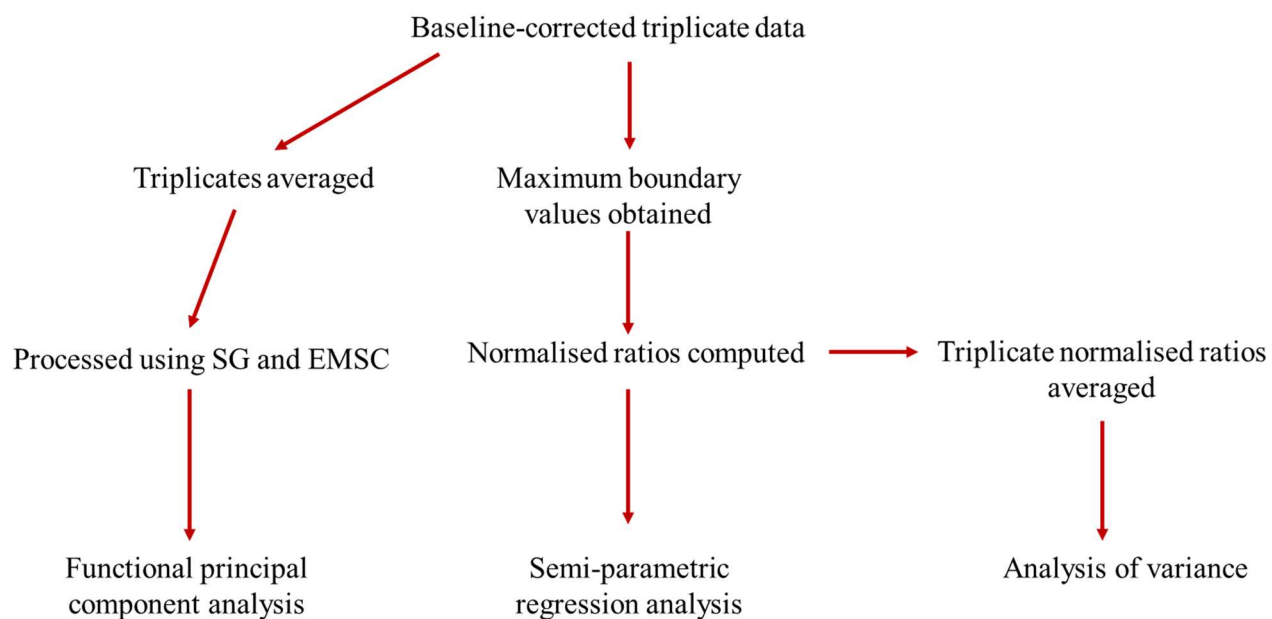 Baseline-corrected triplicate data
Triplicates averaged
Maximum boundary
values obtained
Processed using SG and EMSC
Normalised ratios computed
Triplicate normalised ratios
averaged
Functional principal
component analysis
Semi-parametric
regression analysis
Analysis of variance